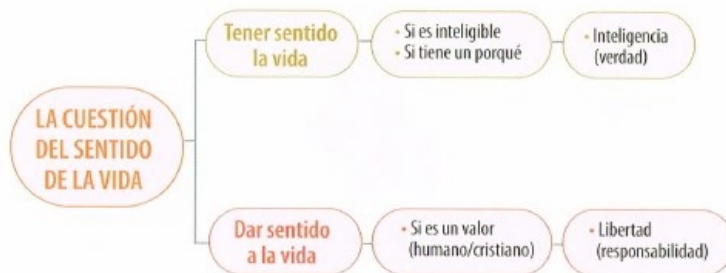 LA CUESTIÓN
DEL SENTIDO
DE LA VIDA
Tener sentido
la vida
• Si es inteligible
• Si tiene un porqué
• Inteligencia
(verdad)
Dar sentido
a la vida
• Si es un valor
(humano/cristiano)
• Libertad
(responsabilidad)